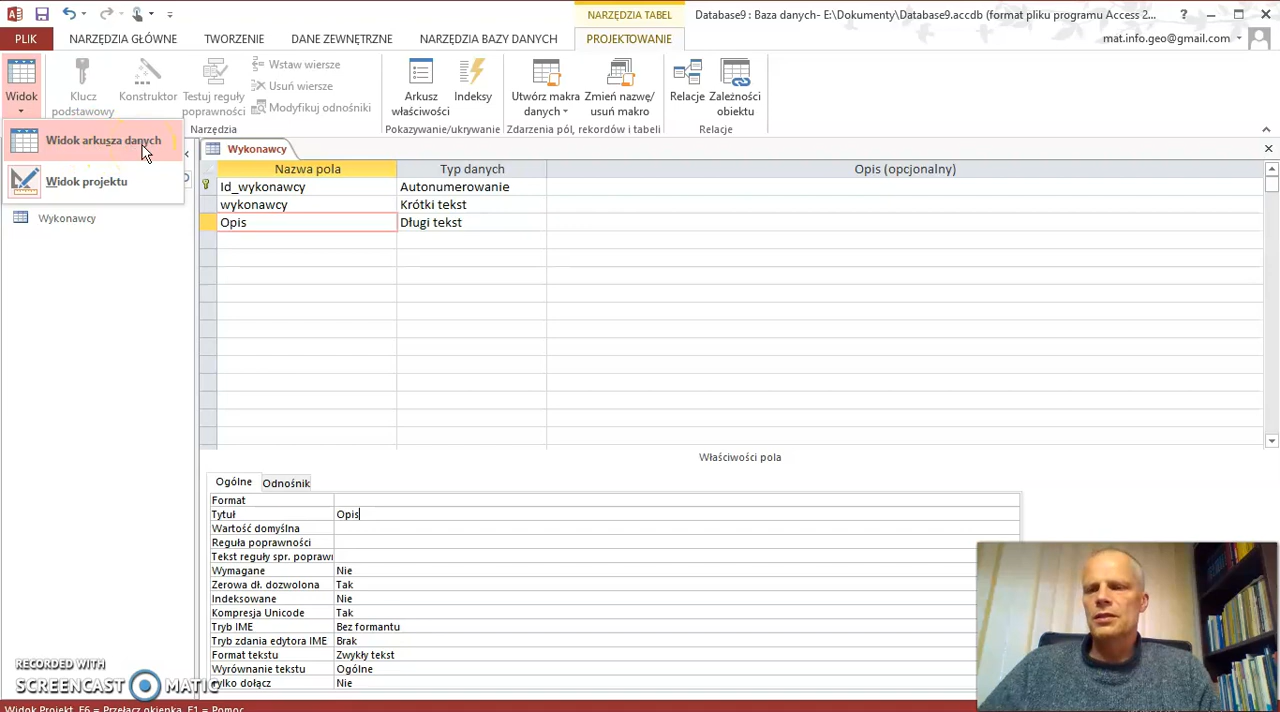 NARZĘDZIA TABEL
Database9 : Baza danych- E:\Dokumenty\Database9.accdb (format pliku programu Access 2...
PLIK
NARZĘDZIA GŁÓWNE
TWORZENIE
DANE ZEWNĘTRZNE
NARZĘDZIA BAZY DANYCH
PROJEKTOWANIE
mat.info.geo@gmail.com
Widok
Klucz
podstawowy
Konstruktor
Testuj reguły
poprawności
Wstaw wiersze
Usuń wiersze
Modyfikuj odnośniki
Arkusz
właściwości
Indeksy
Utwórz makra
danych
Zmień nazwę/
usuń makro
Relacje
Zależności
obiektu
Narzędzia
Pokazywanie/ukrywanie
Zdarzenia pól, rekordów i tabeli
Relacje
Widok arkusza danych
Widok projektu
Wykonawcy
Wykonawcy
Nazwa pola
Typ danych
Opis (opcjonalny)
Id_wykonawcy
Autonumerowanie
wykonawcy
Krótki tekst
Opis
Długi tekst
Właściwości pola
Ogólne
Odnośnik
Format
Tytuł
Opis
Wartość domyślna
Reguła poprawności
Tekst reguły spr. poprawn
Wymagane
Nie
Zerowa dł. dozwolona
Tak
Indeksowane
Nie
Kompresja Unicode
Tak
Tryb IME
Bez formantu
Tryb zdania edytora IME
Brak
Format tekstu
Zwykły tekst
Wyrównanie tekstu
Ogólne
ylko dołącz
Nie
RECORDED WITH
SCREENCAST MATIC
Widok Projekt. F6 = Przełącz okienka. F1 = Pomoc.